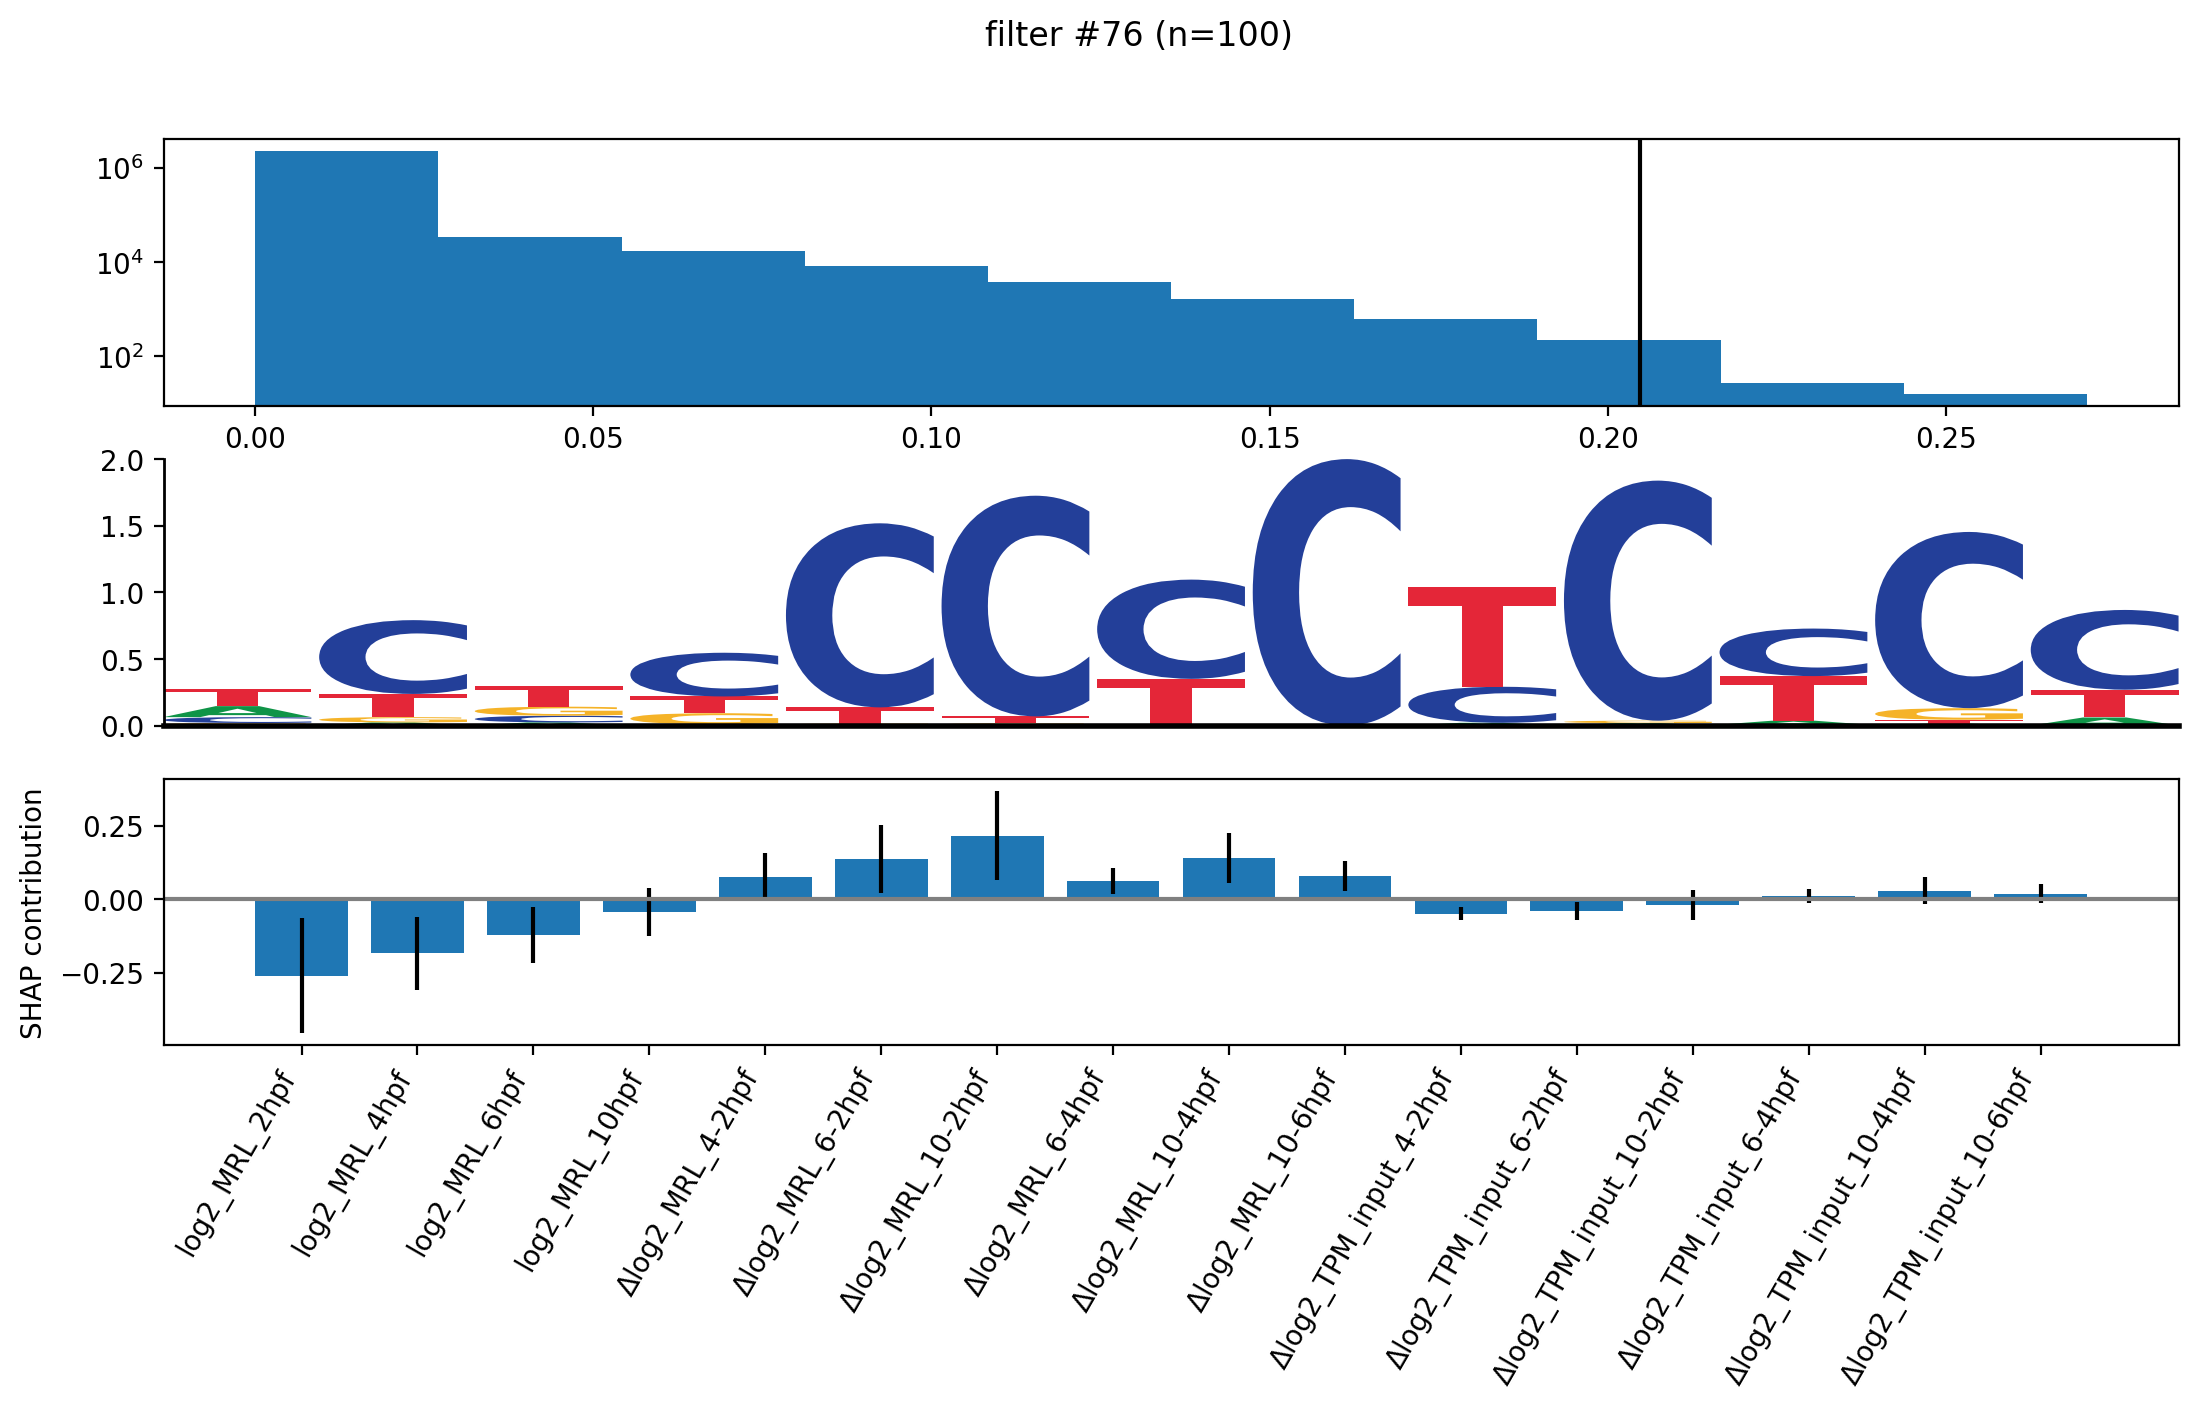 filter #76 (n=100)
10^6
10^4
10^2
0.00 0.05 0.10 0.15 0.20 0.25
2.0
1.5
1.0
0.5
0.0
SHAP contribution
0.25
0.00
−0.25
log2_MRL_2hpf
log2_MRL_4hpf
log2_MRL_6hpf
log2_MRL_10hpf
Δlog2_MRL_4-2hpf
Δlog2_MRL_6-2hpf
Δlog2_MRL_10-2hpf
Δlog2_MRL_6-4hpf
Δlog2_MRL_10-4hpf
Δlog2_MRL_10-6hpf
Δlog2_TPM_input_4-2hpf
Δlog2_TPM_input_6-2hpf
Δlog2_TPM_input_10-2hpf
Δlog2_TPM_input_6-4hpf
Δlog2_TPM_input_10-4hpf
Δlog2_TPM_input_10-6hpf